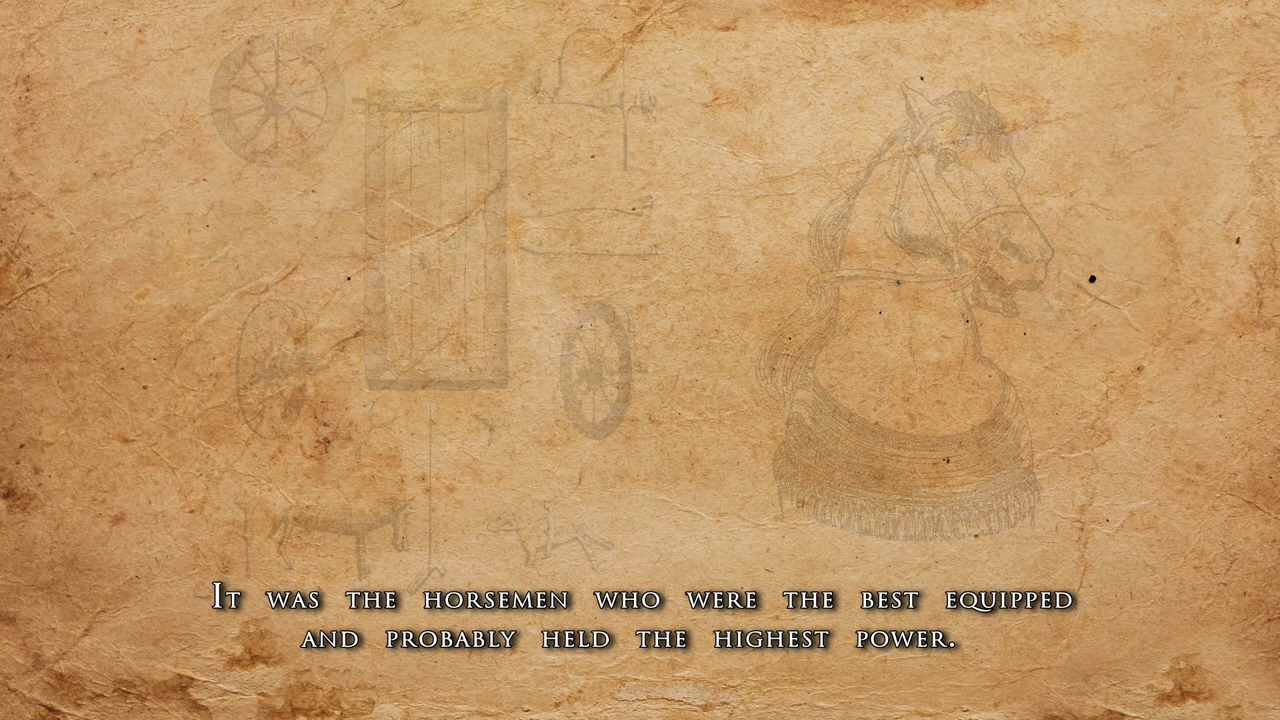 It was the horsemen who were the best equipped
and probably held the highest power.